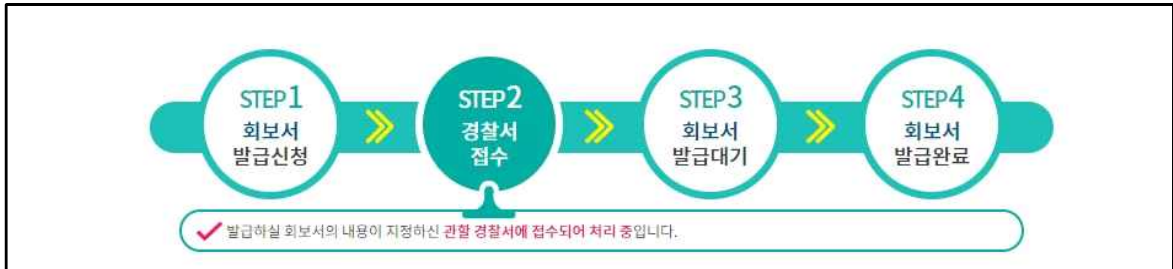 STEP1
회보서
발급신청
STEP2
경찰서
접수
STEP3
회보서
발급대기
STEP4
회보서
발급완료
발급하실 회보서의 내용이 지정하신 관할 경찰서에 접수되어 처리 중입니다.